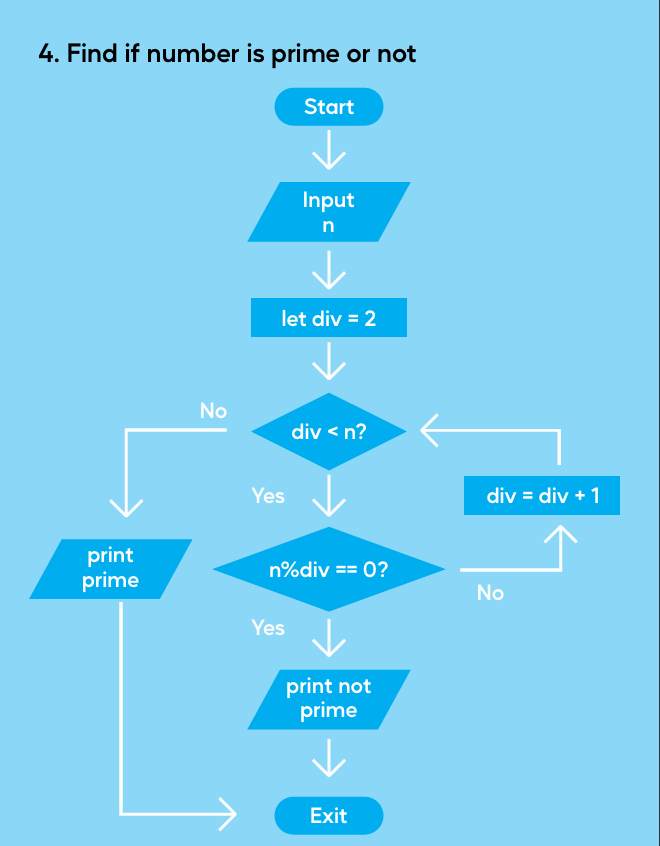 4. Find if number is prime or not
Start
Input
n
let div = 2
div < n?
No
Yes
div = div + 1
print
prime
n%div == 0?
No
Yes
print not
prime
Exit